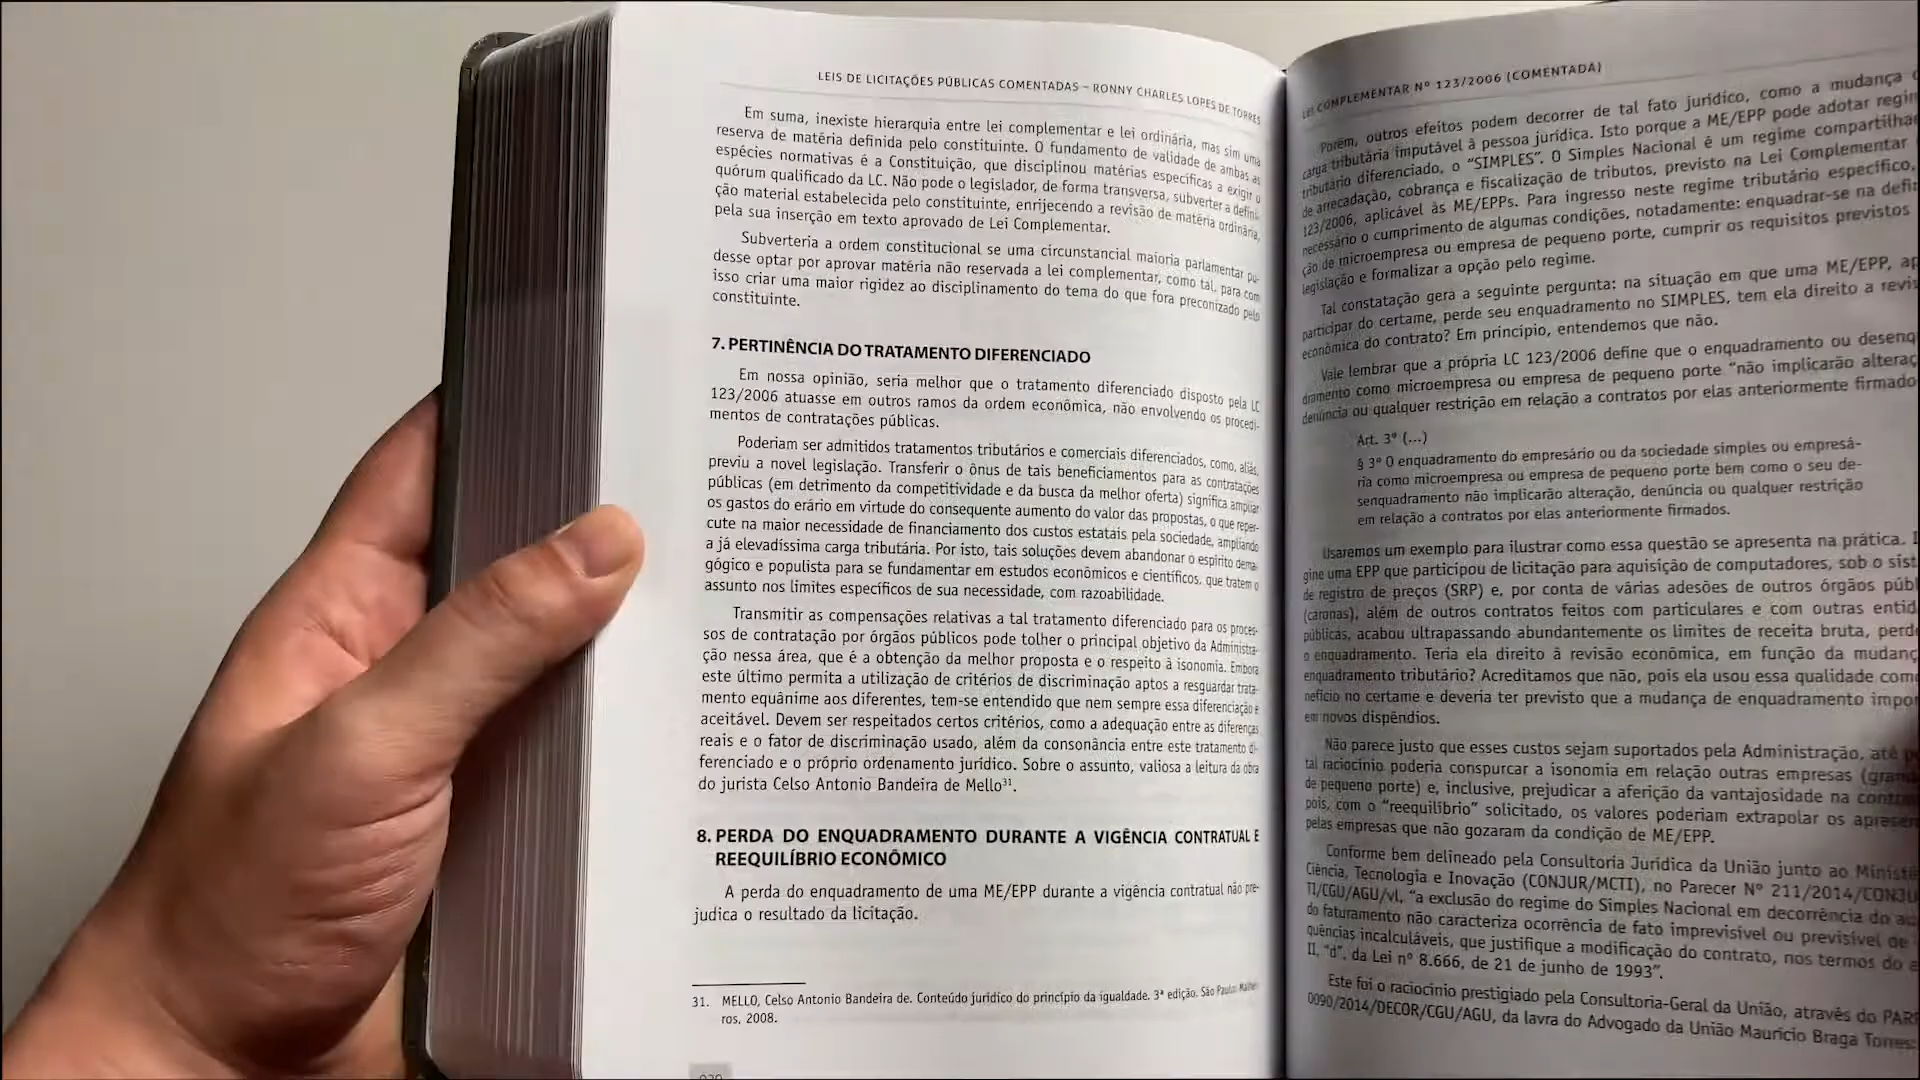 LEIS DE LICITAÇÕES PÚBLICAS COMENTADAS – RONNY CHARLES LOPES DE TORRES
Em suma, inexiste hierarquia entre lei complementar e lei ordinária, mas sim uma
reserva de matéria definida pelo constituinte. O fundamento de validade de ambas as
espécies normativas é a Constituição, que disciplinou matérias específicas a exigir o
quórum qualificado da LC. Não pode o legislador, de forma transversa, subverter a defini-
ção material estabelecida pelo constituinte, enrijecendo a revisão de matéria ordinária,
pela sua inserção em texto aprovado de Lei Complementar.
Subverteria a ordem constitucional se uma circunstancial maioria parlamentar pu-
desse optar por aprovar matéria não reservada a lei complementar, como tal, para com
isso criar uma maior rigidez ao disciplinamento do tema do que fora preconizado pelo
constituinte.
7. PERTINÊNCIA DO TRATAMENTO DIFERENCIADO
Em nossa opinião, seria melhor que o tratamento diferenciado disposto pela LC
123/2006 atuasse em outros ramos da ordem econômica, não envolvendo os procedi-
mentos de contratações públicas.
Poderiam ser admitidos tratamentos tributários e comerciais diferenciados, como, aliás,
previu a novel legislação. Transferir o ônus de tais beneficiamentos para as contratações
públicas (em detrimento da competitividade e da busca da melhor oferta) significa ampliar
os gastos do erário em virtude do consequente aumento do valor das propostas, o que reper-
cute na maior necessidade de financiamento dos custos estatais pela sociedade, ampliando
a já elevadíssima carga tributária. Por isto, tais soluções devem abandonar o espírito dema-
gógico e populista para se fundamentar em estudos econômicos e científicos, que tratem o
assunto nos limites específicos de sua necessidade, com razoabilidade.
Transmitir as compensações relativas a tal tratamento diferenciado para os proces-
sos de contratação por órgãos públicos pode tolher o principal objetivo da Administra-
ção nessa área, que é a obtenção da melhor proposta e o respeito à isonomia. Embora
este último permita a utilização de critérios de discriminação aptos a resguardar trata-
mento equânime aos diferentes, tem-se entendido que nem sempre essa diferenciação é
aceitável. Devem ser respeitados certos critérios, como a adequação entre as diferenças
reais e o fator de discriminação usado, além da consonância entre este tratamento di-
ferenciado e o próprio ordenamento jurídico. Sobre o assunto, valiosa a leitura da obra
do jurista Celso Antonio Bandeira de Mello³¹.
8. PERDA DO ENQUADRAMENTO DURANTE A VIGÊNCIA CONTRATUAL E
REEQUILÍBRIO ECONÔMICO
A perda do enquadramento de uma ME/EPP durante a vigência contratual não pre-
judica o resultado da licitação.
31. MELLO, Celso Antonio Bandeira de. Conteúdo jurídico do princípio da igualdade. 3ª edição. São Paulo: Malhei-
ros, 2008.
LEI COMPLEMENTAR Nº 123/2006 (COMENTADA)
Porém, outros efeitos podem decorrer de tal fato jurídico, como a mudança
carga tributária imputável à pessoa jurídica. Isto porque a ME/EPP pode adotar
tributário diferenciado, o “SIMPLES”. O Simples Nacional é um regime
de arrecadação, cobrança e fiscalização de tributos, previsto na Lei Complementar
123/2006, aplicável às ME/EPPs. Para ingresso neste regime tributário específico,
necessário o cumprimento de algumas condições, notadamente: enquadrar-se na
ção de microempresa ou empresa de pequeno porte, cumprir os requisitos previstos
legislação e formalizar a opção pelo regime.
Tal constatação gera a seguinte pergunta: na situação em que uma ME/EPP,
participar do certame, perde seu enquadramento no SIMPLES, tem ela direito a
econômica do contrato? Em princípio, entendemos que não.
Vale lembrar que a própria LC 123/2006 define que o enquadramento ou
dramento como microempresa ou empresa de pequeno porte “não implicarão
denúncia ou qualquer restrição em relação a contratos por elas anteriormente
Art. 3º (...)
§ 3º O enquadramento do empresário ou da sociedade simples ou empresá-
ria como microempresa ou empresa de pequeno porte bem como o seu de-
senquadramento não implicarão alteração, denúncia ou qualquer restrição
em relação a contratos por elas anteriormente firmados.
Usaremos um exemplo para ilustrar como essa questão se apresenta na prática.
gine uma EPP que participou de licitação para aquisição de computadores, sob o
de registro de preços (SRP) e, por conta de várias adesões de outros órgãos
(caronas), além de outros contratos feitos com particulares e com outras
públicas, acabou ultrapassando abundantemente os limites de receita bruta,
o enquadramento. Teria ela direito à revisão econômica, em função da
enquadramento tributário? Acreditamos que não, pois ela usou essa qualidade
nefício no certame e deveria ter previsto que a mudança de enquadramento
em novos dispêndios.
Não parece justo que esses custos sejam suportados pela Administração, até
tal raciocínio poderia conspurcar a isonomia em relação outras empresas
de pequeno porte) e, inclusive, prejudicar a aferição da vantajosidade na
pois, com o “reequilíbrio” solicitado, os valores poderiam extrapolar os
pelas empresas que não gozaram da condição de ME/EPP.
Conforme bem delineado pela Consultoria Jurídica da União junto ao
Ciência, Tecnologia e Inovação (CONJUR/MCTI), no Parecer Nº
TI/CGU/AGU/vl, “a exclusão do regime do Simples Nacional em decorrência do
do faturamento não caracteriza ocorrência de fato imprevisível ou previsível de
quências incalculáveis, que justifique a modificação do contrato, nos termos do
II, “d”, da Lei nº 8.666, de 21 de junho de 1993”.
Este foi o raciocínio prestigiado pela Consultoria-Geral da União, através do
0090/2014/DECOR/CGU/AGU, da lavra do Advogado da União Mauricio Braga Torres: